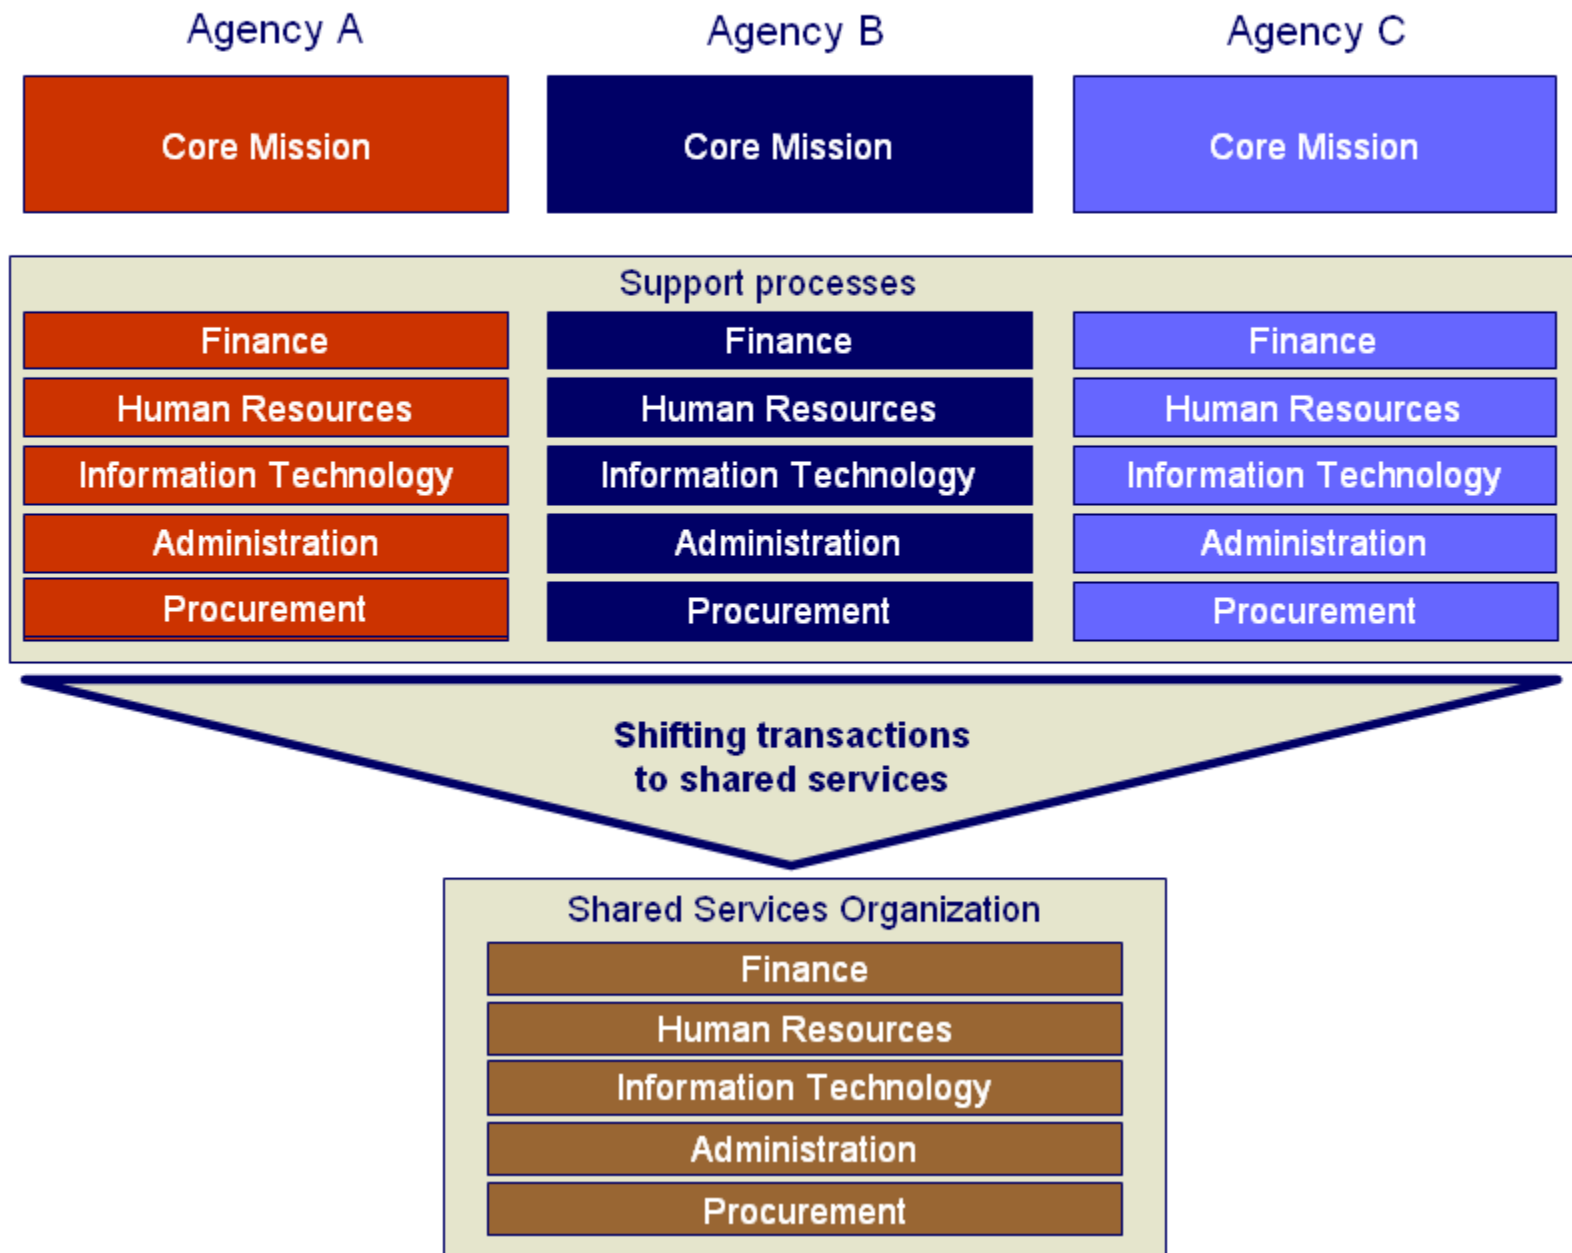 Agency A
Agency B
Agency C
Core Mission
Core Mission
Core Mission
Support processes
Finance
Finance
Finance
Human Resources
Human Resources
Human Resources
Information Technology
Information Technology
Information Technology
Administration
Administration
Administration
Procurement
Procurement
Procurement
Shifting transactions
to shared services
Shared Services Organization
Finance
Human Resources
Information Technology
Administration
Procurement